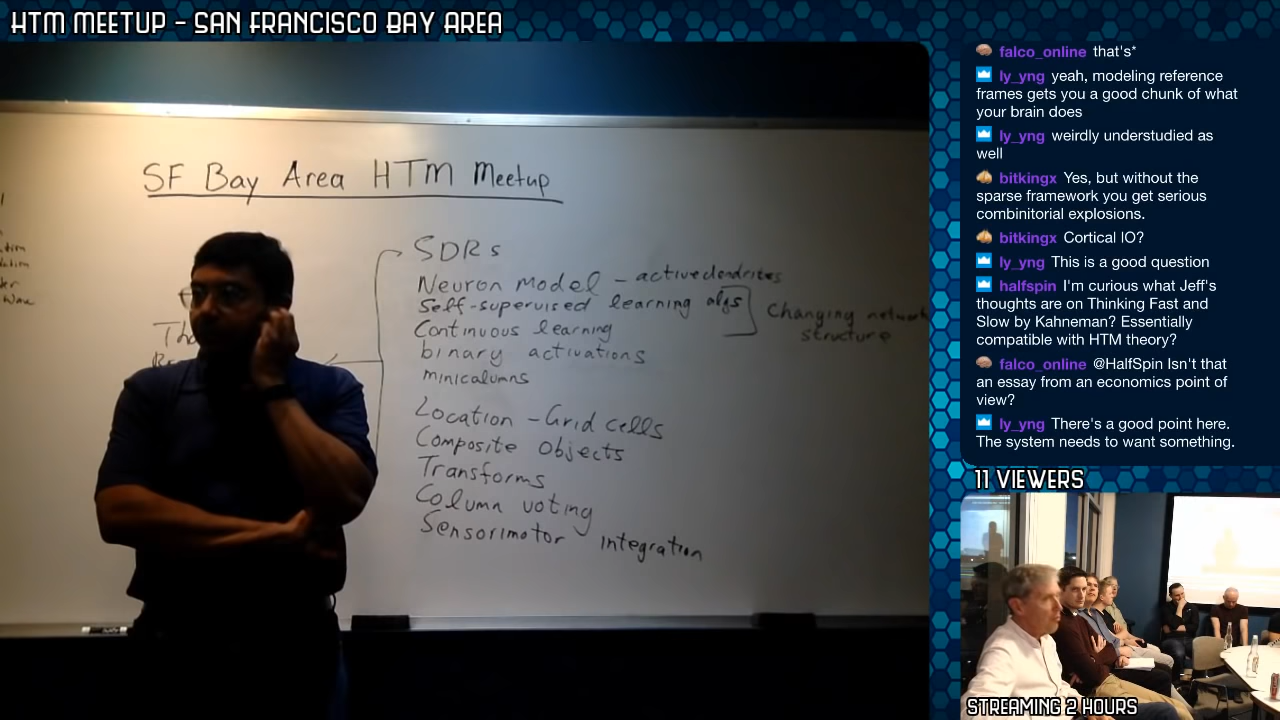 HTM MEETUP - SAN FRANCISCO BAY AREA
SF Bay Area HTM Meetup
SDRs
Neuron model - active dendrites
Self-supervised learning algs
Continuous learning
Changing network
structure
binary activations
minicalumns
Location - Grid cells
Composite Objects
Transforms
Column voting
Sensorimotor integration
falco_online that's*
ly_yng yeah, modeling reference
frames gets you a good chunk of what
your brain does
ly_yng weirdly understudied as
well
bitkingx Yes, but without the
sparse framework you get serious
combinitorial explosions.
bitkingx Cortical IO?
ly_yng This is a good question
halfspin I'm curious what Jeff's
thoughts are on Thinking Fast and
Slow by Kahneman? Essentially
compatible with HTM theory?
falco_online @HalfSpin Isn't that
an essay from an economics point of
view?
ly_yng There's a good point here.
The system needs to want something.
11 VIEWERS
STREAMING 2 HOURS